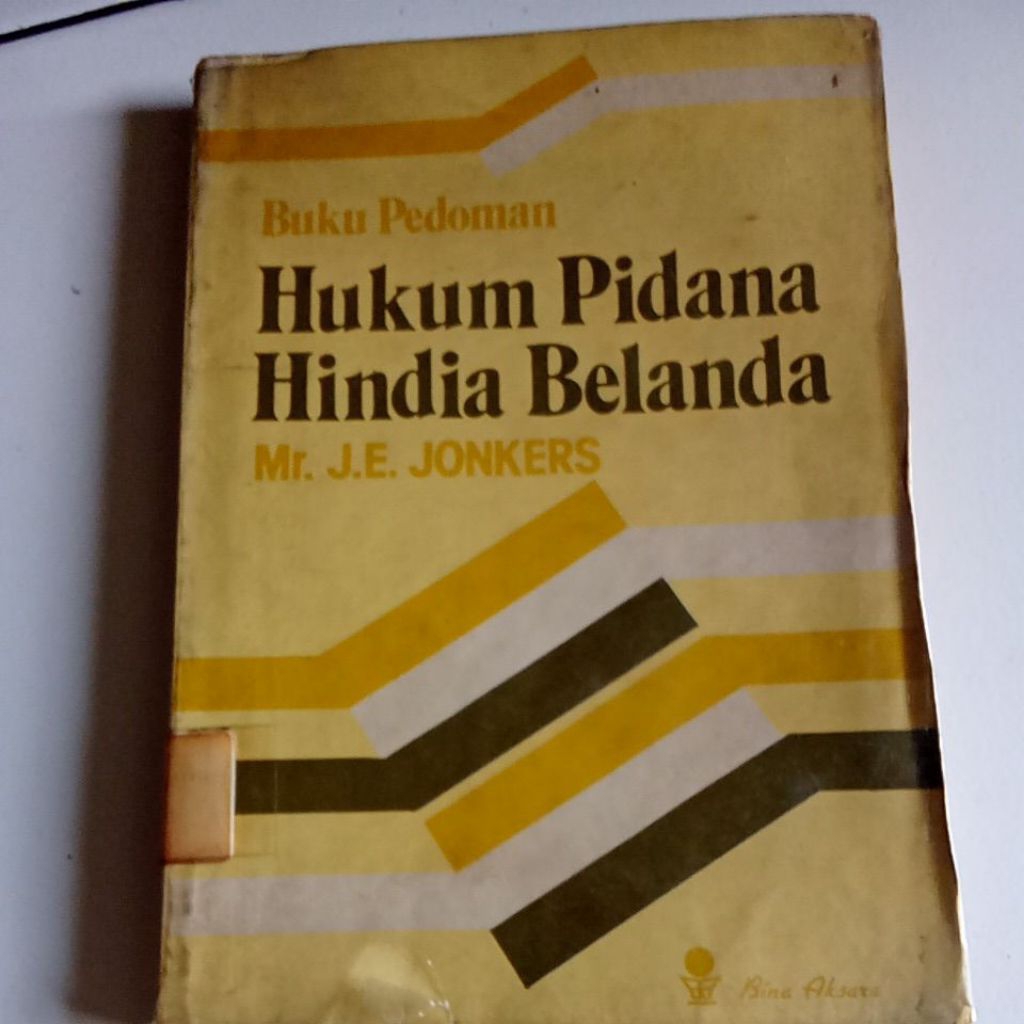 Buku Pedoman
Hukum Pidana
Hindia Belanda
Mr. J.E. JONKERS
Bina Aksara